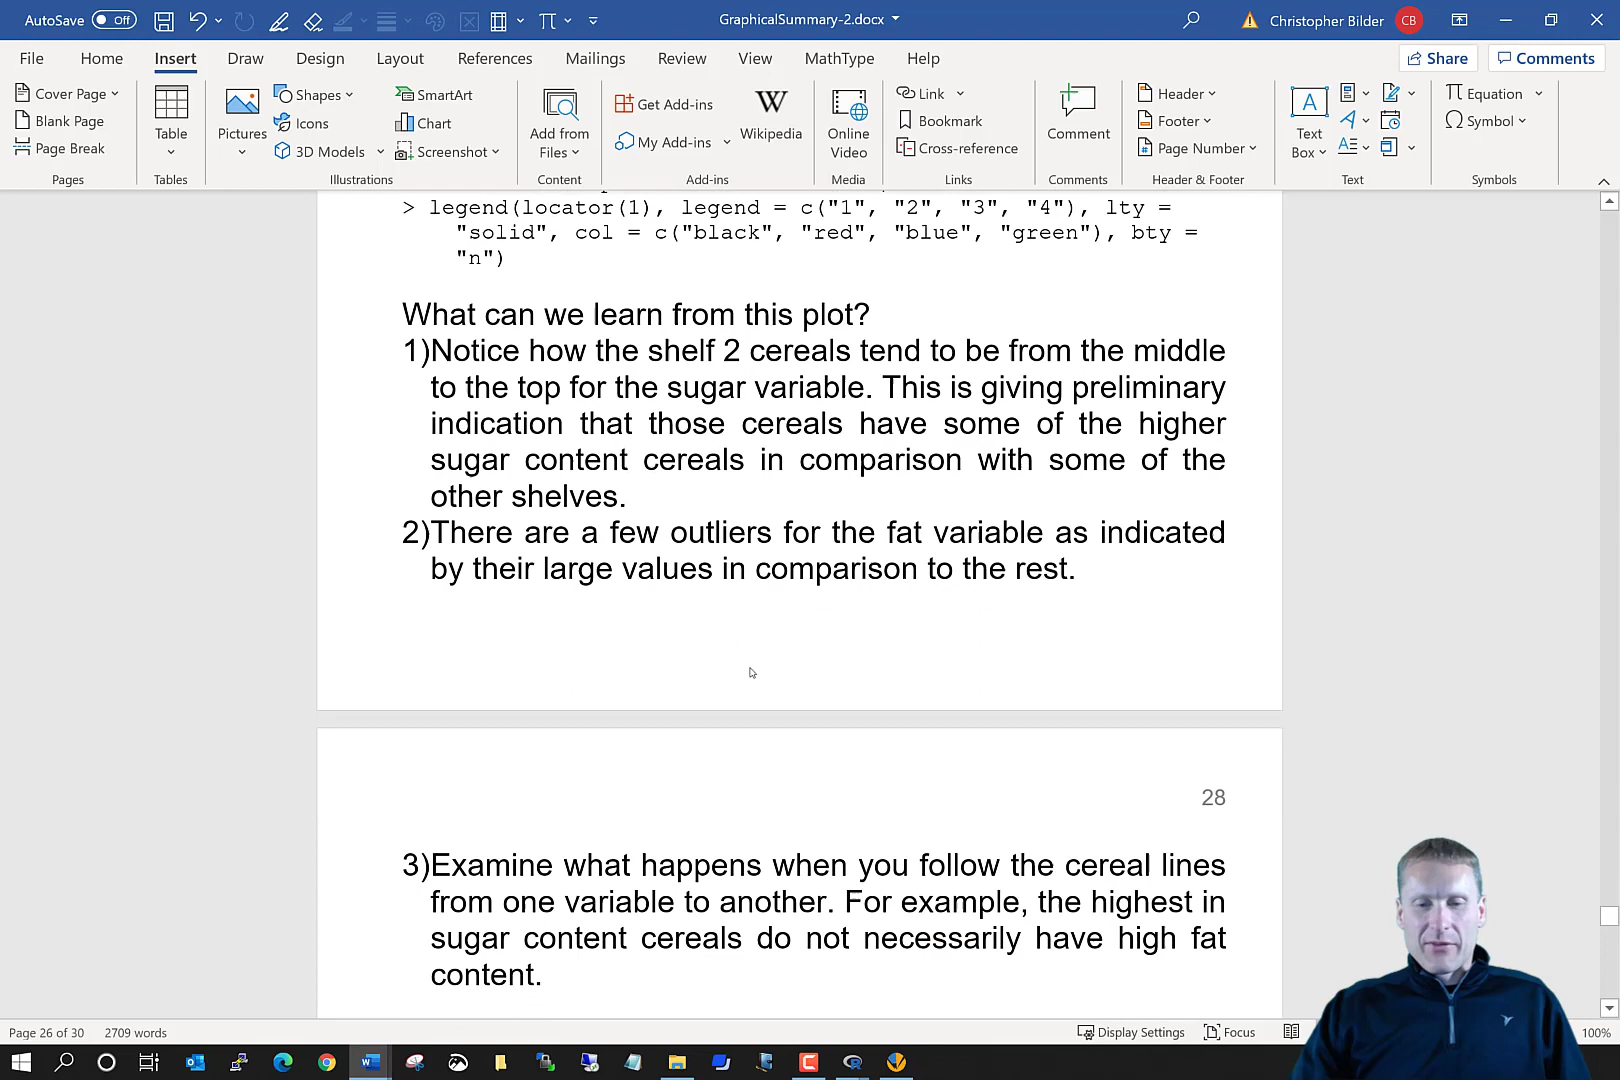 AutoSave Off GraphicalSummary-2.docx Christopher Bilder CB
File Home Insert Draw Design Layout References Mailings Review View MathType Help Share Comments
Cover Page
Blank Page
Page Break
Pages
Table
Tables
Pictures
Shapes
Icons
3D Models
SmartArt
Chart
Screenshot
Illustrations
Add from
Files
Content
Get Add-ins
My Add-ins
Wikipedia
Add-ins
Online
Video
Media
Link
Bookmark
Cross-reference
Links
Comment
Comments
Header
Footer
Page Number
Header & Footer
Text
Box
Text
Equation
Symbol
Symbols
> legend(locator(1), legend = c("1", "2", "3", "4"), lty =
"solid", col = c("black", "red", "blue", "green"), bty =
"n")
What can we learn from this plot?
1)Notice how the shelf 2 cereals tend to be from the middle
to the top for the sugar variable. This is giving preliminary
indication that those cereals have some of the higher
sugar content cereals in comparison with some of the
other shelves.
2)There are a few outliers for the fat variable as indicated
by their large values in comparison to the rest.
28
3)Examine what happens when you follow the cereal lines
from one variable to another. For example, the highest in
sugar content cereals do not necessarily have high fat
content.
Page 26 of 30 2709 words Display Settings Focus 100%